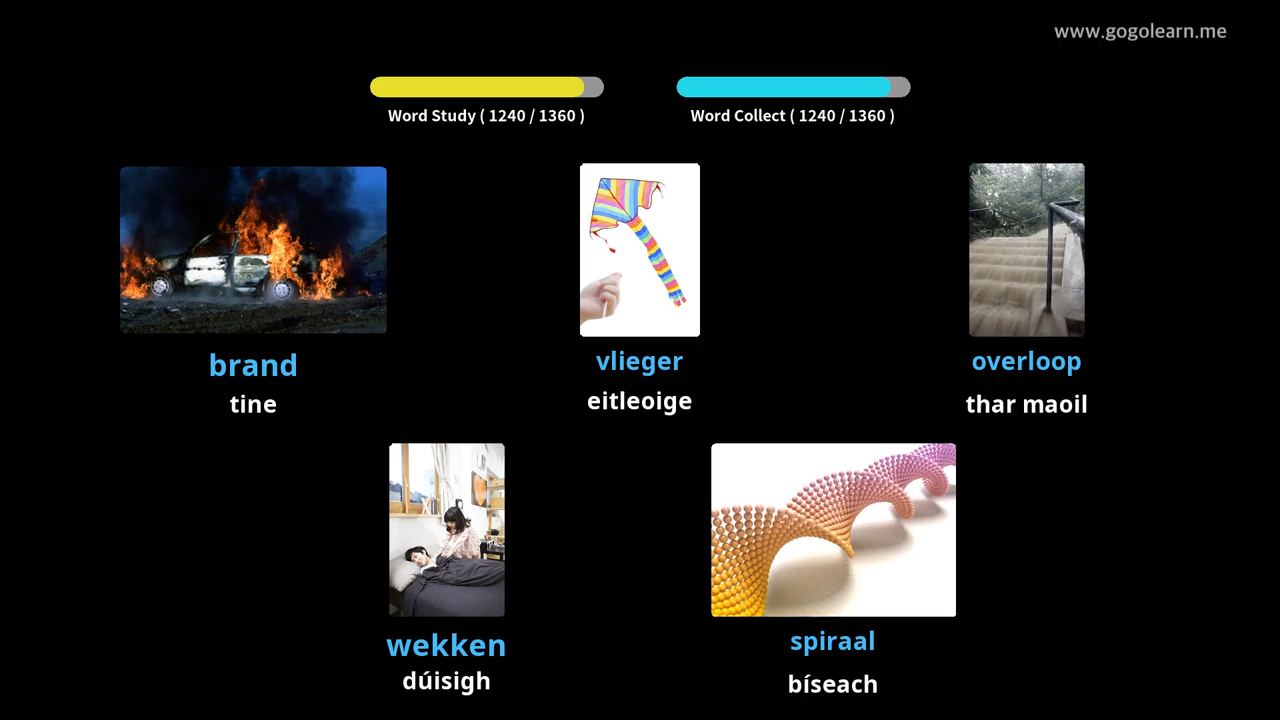 www.gogolearn.me
Word Study ( 1240 / 1360 )
Word Collect ( 1240 / 1360 )
brand
tine
vlieger
eitleoige
overloop
thar maoil
wekken
dúisigh
spiraal
bíseach